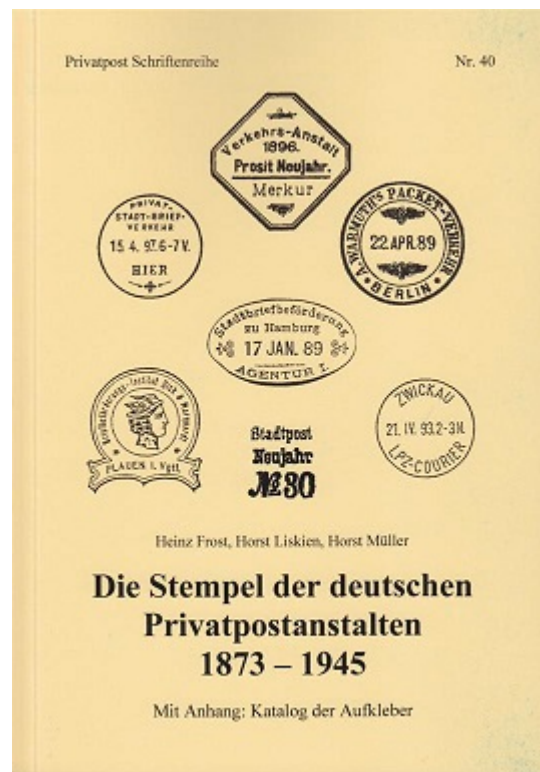 Privatpost Schriftenreihe Nr. 40
Verkehrs-Anstalt
1896.
Prosit Neujahr.
Merkur
PRIVAT-
STADT-BRIEF-
VERKEHR
15. 4. 97.6-7V.
HIER
A. WARMUTH'S PACKET-VERKEHR
22.APR.89
BERLIN
Stadtbriefbeförderung
zu Hamburg
17 JAN. 89
AGENTUR I.
PLAUEN i. Vgtl.
Stadtpost
Neujahr
№ 80
ZWICKAU
21. IV. 93.2-3N.
LPZ-COURIER
Heinz Frost, Horst Liskien, Horst Müller
Die Stempel der deutschen
Privatpostanstalten
1873 – 1945
Mit Anhang: Katalog der Aufkleber